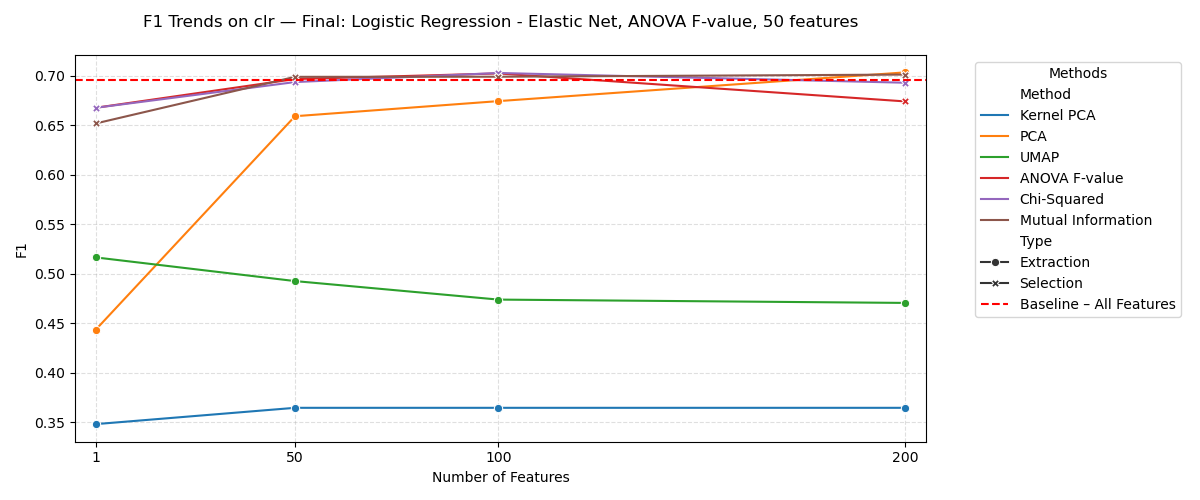 F1 Trends on clr — Final: Logistic Regression - Elastic Net, ANOVA F-value, 50 features
F1
0.70
0.65
0.60
0.55
0.50
0.45
0.40
0.35
1
50
100
200
Number of Features
Methods
Method
Kernel PCA
PCA
UMAP
ANOVA F-value
Chi-Squared
Mutual Information
Type
Extraction
Selection
Baseline – All Features